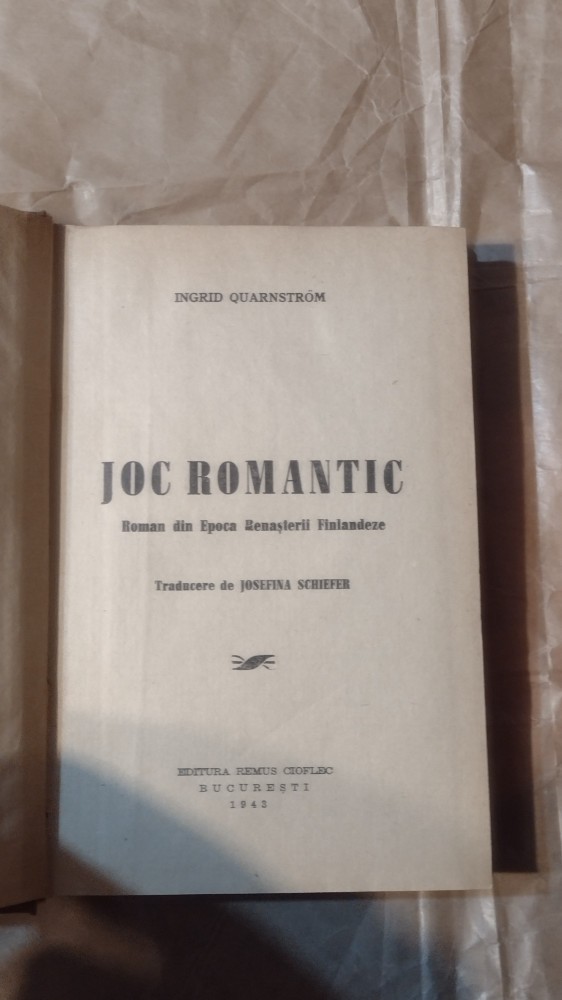 INGRID QUARNSTRÖM
JOC ROMANTIC
Roman din Epoca Renașterii Finlandeze
Traducere de JOSEFINA SCHIEFER
EDITURA REMUS CIOFLEC
BUCUREȘTI
1943